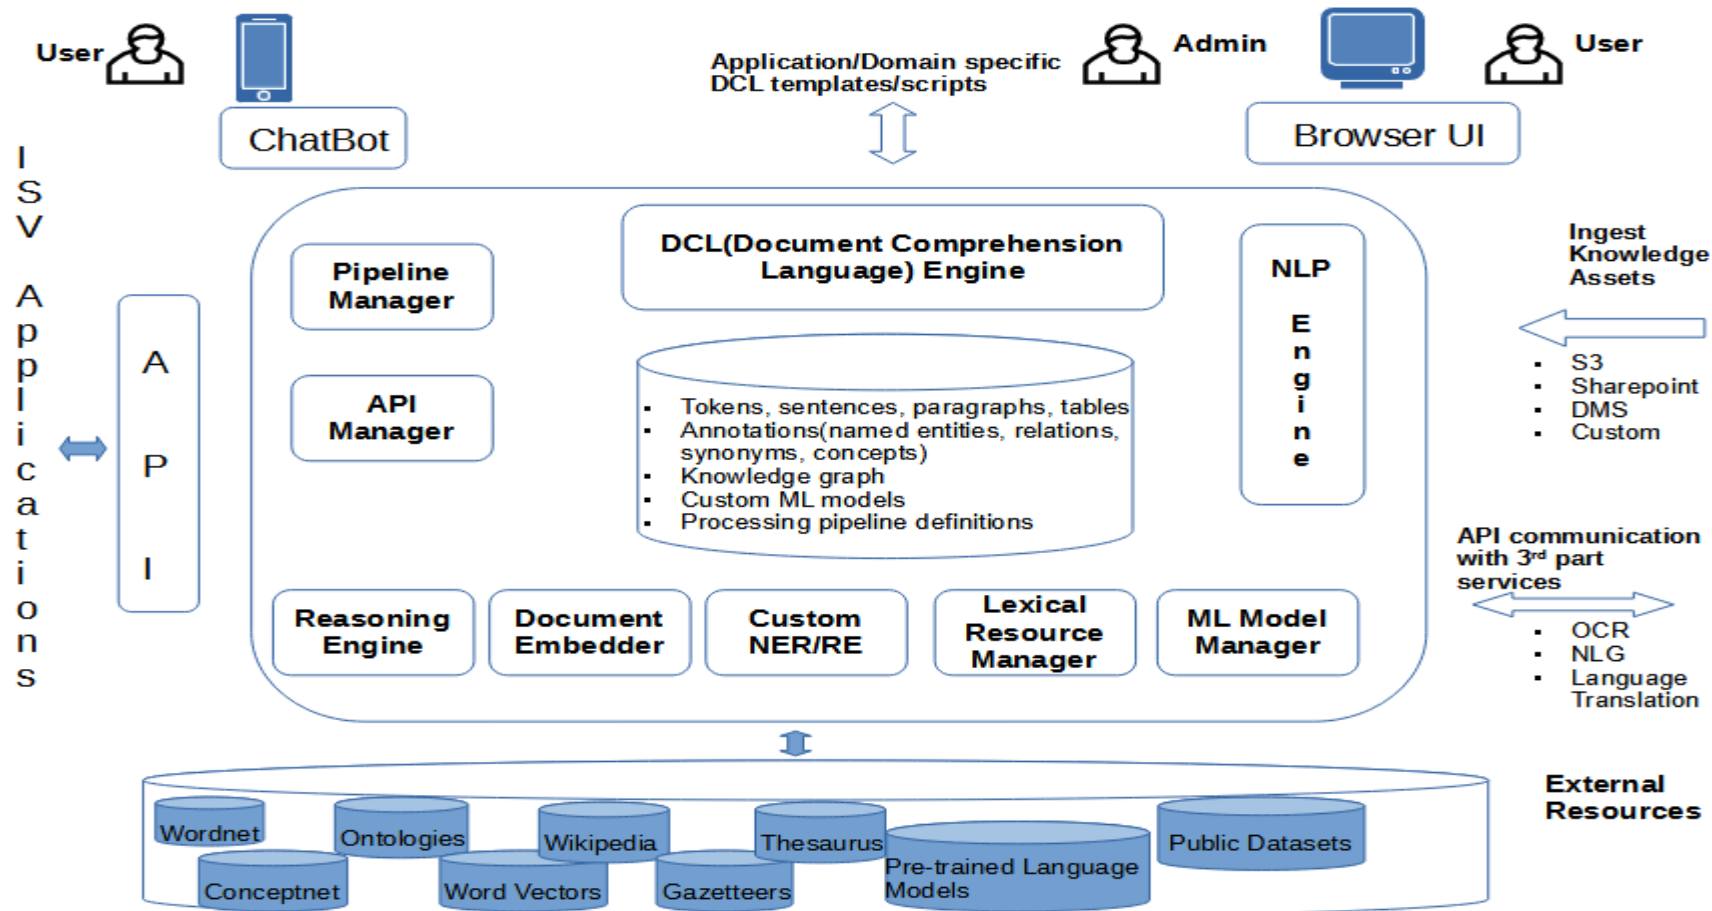 User
Application/Domain specific
DCL templates/scripts
Admin
User
ChatBot
Browser UI
ISV Applications
API
Pipeline
Manager
API
Manager
DCL(Document Comprehension
Language) Engine
NLP
Engine
Tokens, sentences, paragraphs, tables
Annotations(named entities, relations,
synonyms, concepts)
Knowledge graph
Custom ML models
Processing pipeline definitions
Reasoning
Engine
Document
Embedder
Custom
NER/RE
Lexical
Resource
Manager
ML Model
Manager
Ingest
Knowledge
Assets
S3
Sharepoint
DMS
Custom
API communication
with 3rd part
services
OCR
NLG
Language
Translation
External
Resources
Wordnet
Ontologies
Wikipedia
Thesaurus
Public Datasets
Conceptnet
Word Vectors
Gazetteers
Pre-trained Language
Models